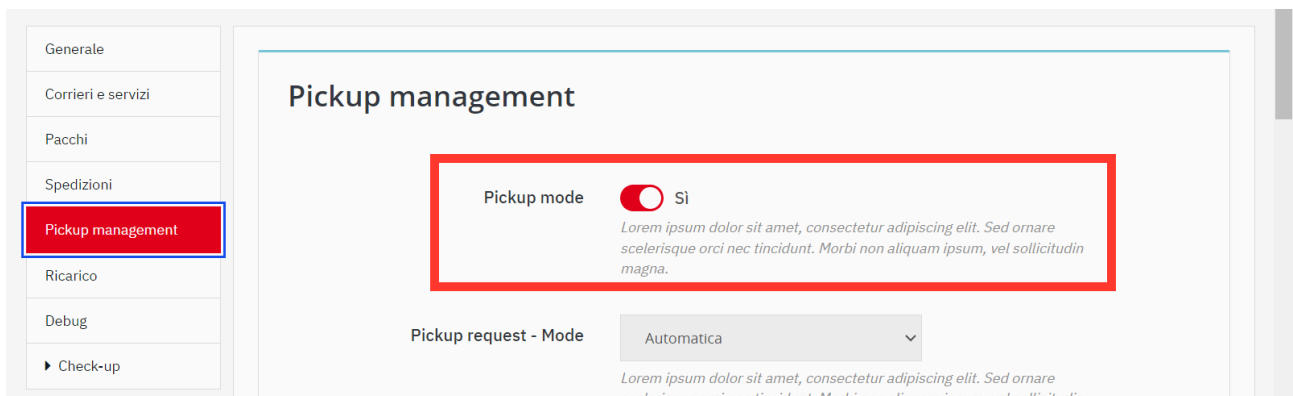 Generale
Corrieri e servizi
Pacchi
Spedizioni
Pickup management
Ricarico
Debug
Check-up
Pickup management
Pickup mode
Sì
Lorem ipsum dolor sit amet, consectetur adipiscing elit. Sed ornare
scelerisque orci nec tincidunt. Morbi non aliquam ipsum, vel sollicitudin
magna.
Pickup request - Mode
Automatica
Lorem ipsum dolor sit amet, consectetur adipiscing elit. Sed ornare